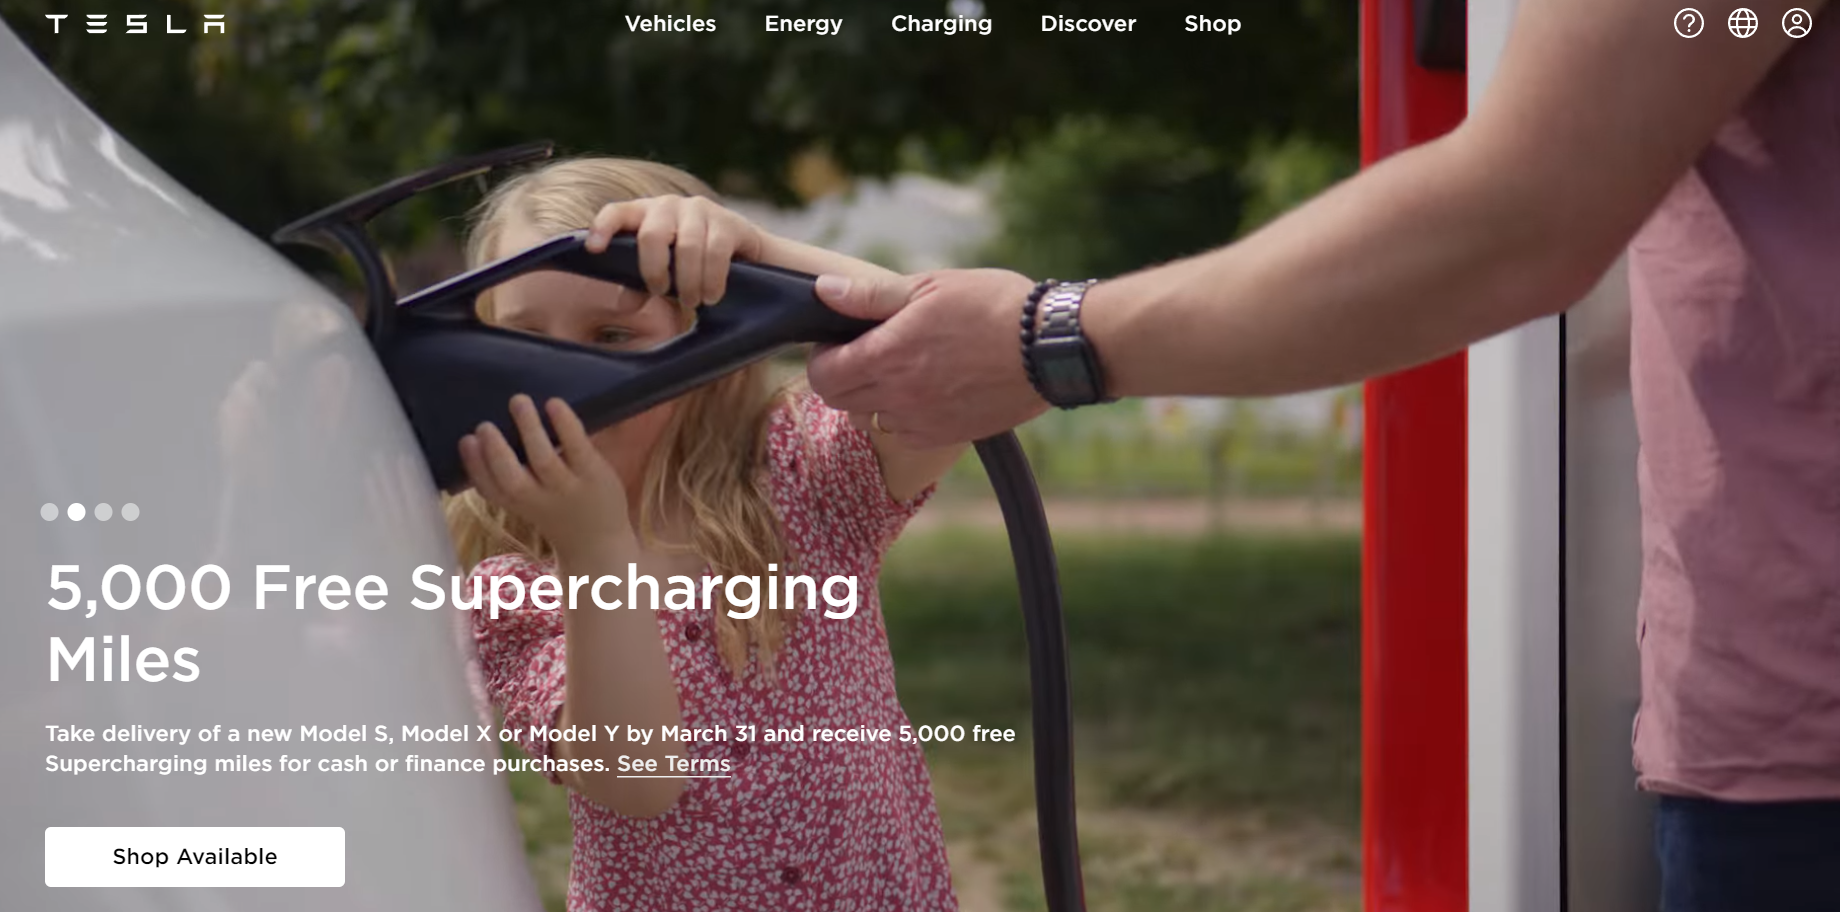 TESLA
Vehicles Energy Charging Discover Shop
5,000 Free Supercharging
Miles
Take delivery of a new Model S, Model X or Model Y by March 31 and receive 5,000 free
Supercharging miles for cash or finance purchases. See Terms
Shop Available